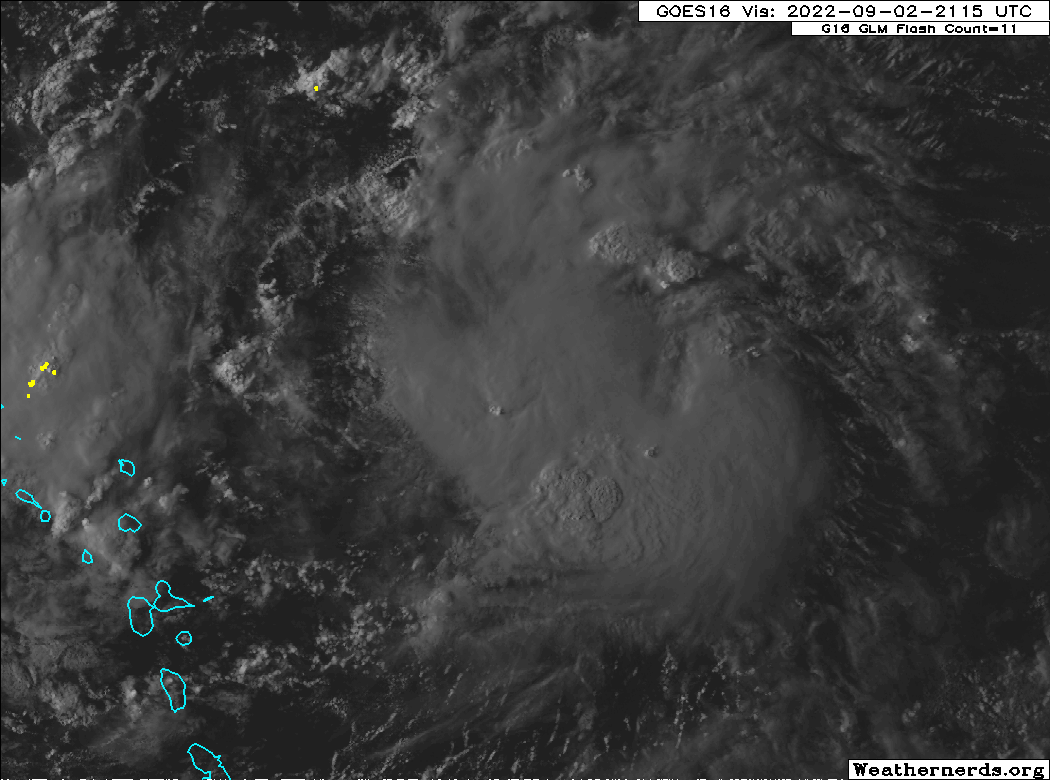 GOES16 Vis: 2022-09-02-2115 UTC
G16 GLM Flash Count=11
Weathernerds.org